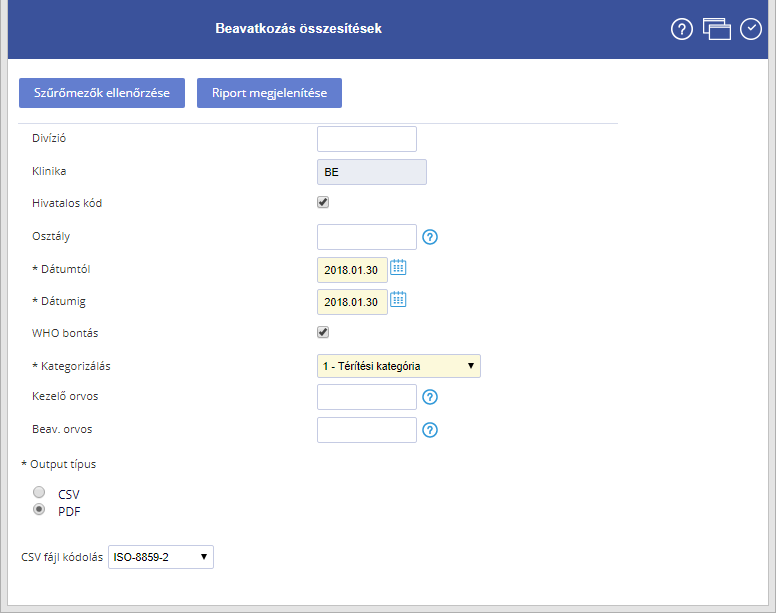 Beavatkozás összesítések
Szűrőmezők ellenőrzése Riport megjelenítése
Divízió
Klinika BE
Hivatalos kód
Osztály
* Dátumtól 2018.01.30
* Dátumig 2018.01.30
WHO bontás
* Kategorizálás 1 - Térítési kategória
Kezelő orvos
Beav. orvos
* Output típus
CSV
PDF
CSV fájl kódolás ISO-8859-2